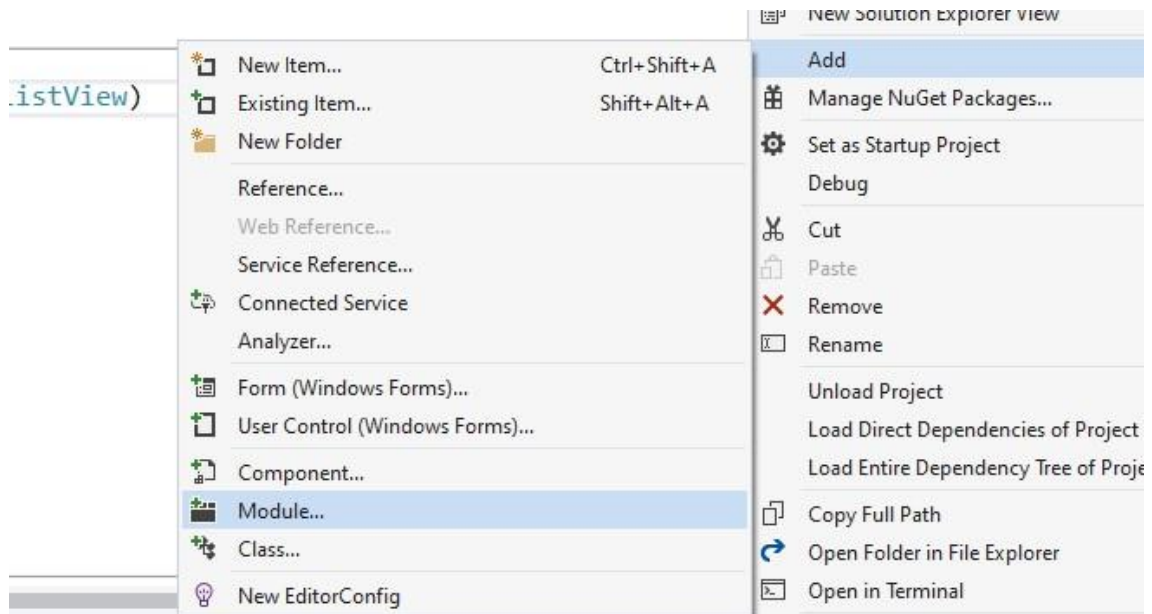 New Solution Explorer View
Add
Manage NuGet Packages...
Set as Startup Project
Debug
Cut
Paste
Remove
Rename
Unload Project
Load Direct Dependencies of Project
Load Entire Dependency Tree of Proje
Copy Full Path
Open Folder in File Explorer
Open in Terminal
New Item... Ctrl+Shift+A
Existing Item... Shift+Alt+A
New Folder
Reference...
Web Reference...
Service Reference...
Connected Service
Analyzer...
Form (Windows Forms)...
User Control (Windows Forms)...
Component...
Module...
Class...
New EditorConfig
istView)